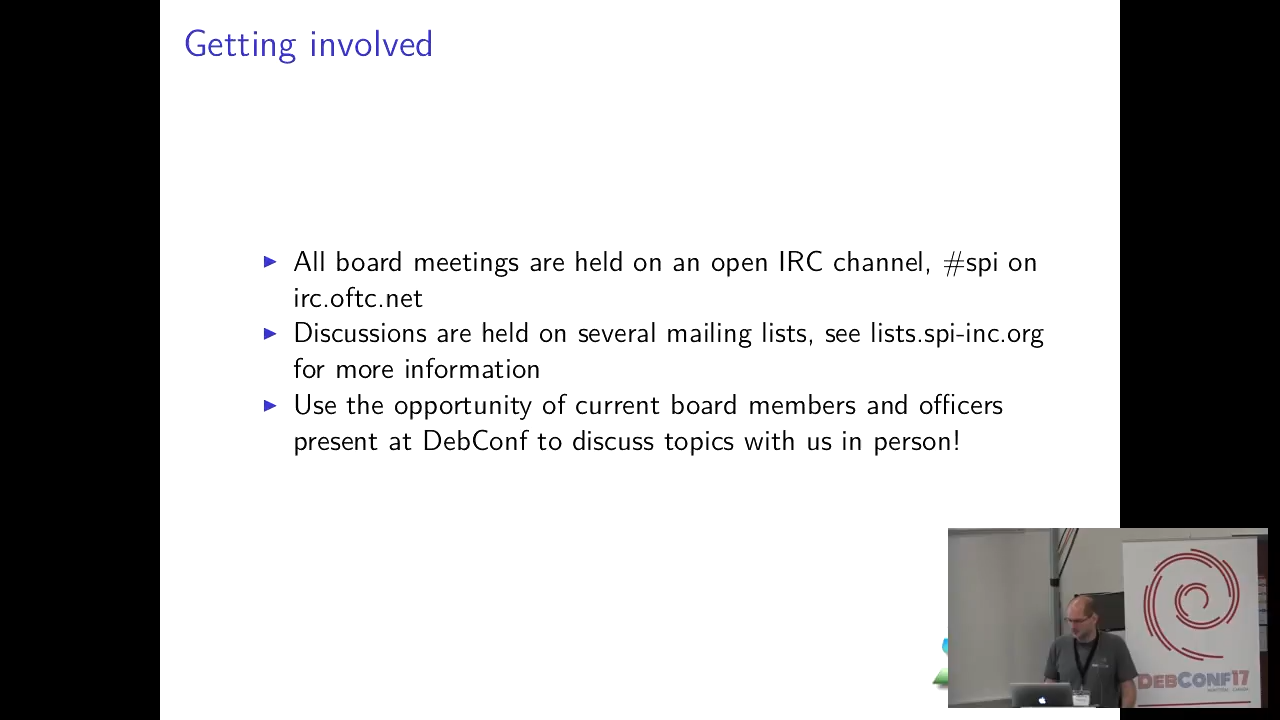 Getting involved
All board meetings are held on an open IRC channel, #spi on
irc.oftc.net
Discussions are held on several mailing lists, see lists.spi-inc.org
for more information
Use the opportunity of current board members and officers
present at DebConf to discuss topics with us in person!
DEBCONF17